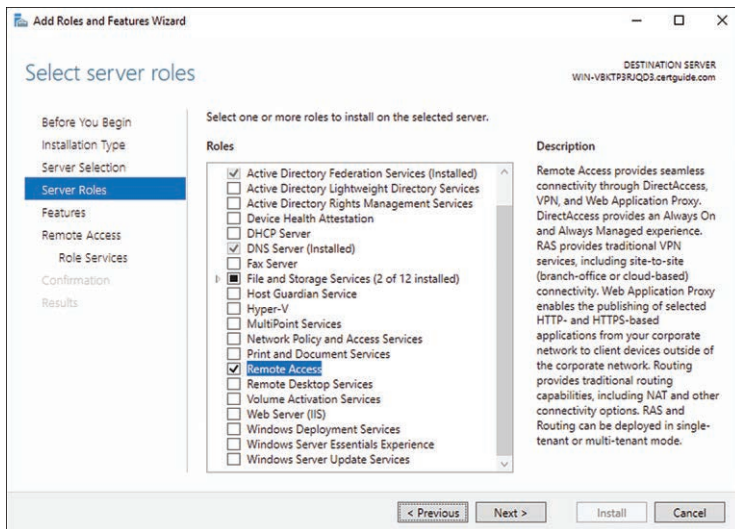 Add Roles and Features Wizard
Select server roles
DESTINATION SERVER
WIN-VBKTP3RJQD3.certguide.com
Before You Begin
Installation Type
Server Selection
Server Roles
Features
Remote Access
Role Services
Confirmation
Results
Select one or more roles to install on the selected server.
Roles
Active Directory Federation Services (Installed)
Active Directory Lightweight Directory Services
Active Directory Rights Management Services
Device Health Attestation
DHCP Server
DNS Server (Installed)
Fax Server
File and Storage Services (2 of 12 installed)
Host Guardian Service
Hyper-V
MultiPoint Services
Network Policy and Access Services
Print and Document Services
Remote Access
Remote Desktop Services
Volume Activation Services
Web Server (IIS)
Windows Deployment Services
Windows Server Essentials Experience
Windows Server Update Services
Description
Remote Access provides seamless
connectivity through DirectAccess,
VPN, and Web Application Proxy.
DirectAccess provides an Always On
and Always Managed experience.
RAS provides traditional VPN
services, including site-to-site
(branch-office or cloud-based)
connectivity. Web Application Proxy
enables the publishing of selected
HTTP- and HTTPS-based
applications from your corporate
network to client devices outside of
the corporate network. Routing
provides traditional routing
capabilities, including NAT and other
connectivity options. RAS and
Routing can be deployed in single-
tenant or multi-tenant mode.
< Previous
Next >
Install
Cancel